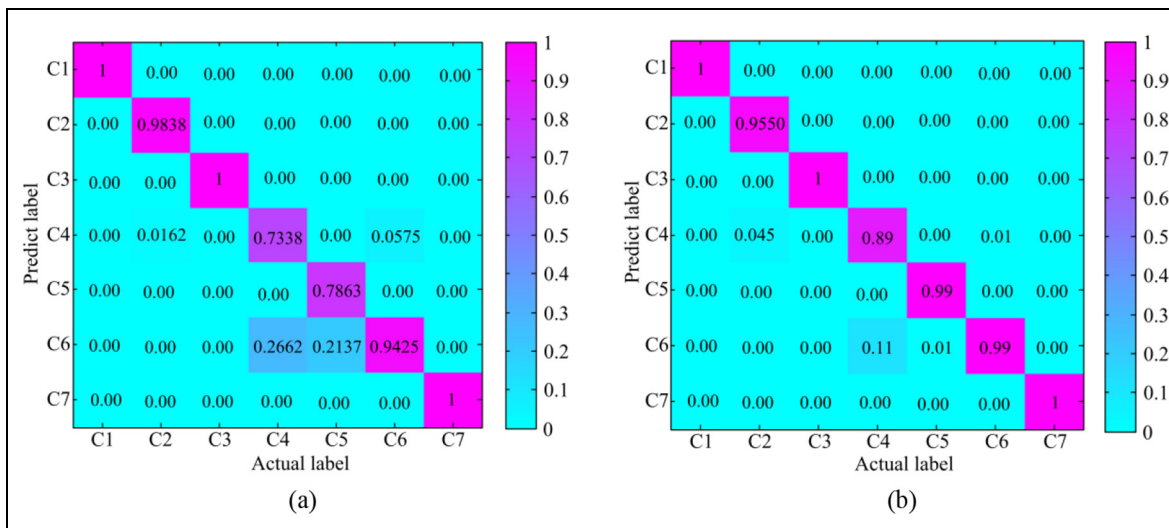 C1 1 0.00 0.00 0.00 0.00 0.00 0.00
C2 0.00 0.9838 0.00 0.00 0.00 0.00 0.00
C3 0.00 0.00 1 0.00 0.00 0.00 0.00
C4 0.00 0.0162 0.00 0.7338 0.00 0.0575 0.00
C5 0.00 0.00 0.00 0.00 0.7863 0.00 0.00
C6 0.00 0.00 0.00 0.2662 0.2137 0.9425 0.00
C7 0.00 0.00 0.00 0.00 0.00 0.00 1
C1 C2 C3 C4 C5 C6 C7
Predict label
Actual label
1
0.9
0.8
0.7
0.6
0.5
0.4
0.3
0.2
0.1
0
(a)
C1 1 0.00 0.00 0.00 0.00 0.00 0.00
C2 0.00 0.9550 0.00 0.00 0.00 0.00 0.00
C3 0.00 0.00 1 0.00 0.00 0.00 0.00
C4 0.00 0.045 0.00 0.89 0.00 0.01 0.00
C5 0.00 0.00 0.00 0.00 0.99 0.00 0.00
C6 0.00 0.00 0.00 0.11 0.01 0.99 0.00
C7 0.00 0.00 0.00 0.00 0.00 0.00 1
C1 C2 C3 C4 C5 C6 C7
Predict label
Actual label
1
0.9
0.8
0.7
0.6
0.5
0.4
0.3
0.2
0.1
0
(b)